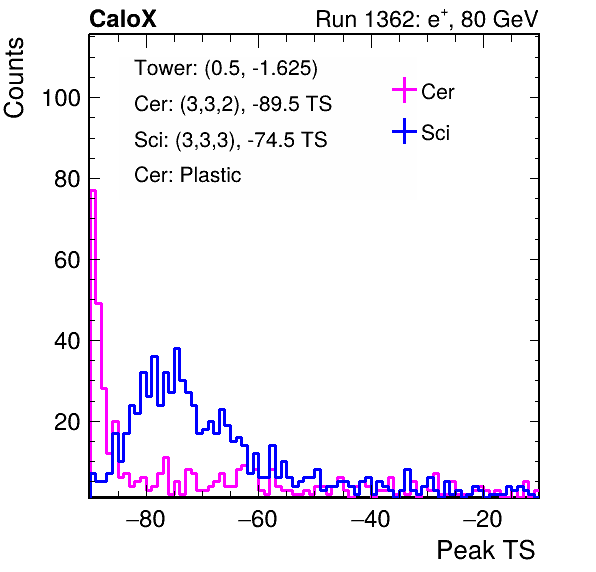 CaloX Run 1362: e⁺, 80 GeV
Counts
Tower: (0.5, -1.625)
Cer: (3,3,2), -89.5 TS
Sci: (3,3,3), -74.5 TS
Cer: Plastic
Cer
Sci
100
80
60
40
20
−80 −60 −40 −20
Peak TS